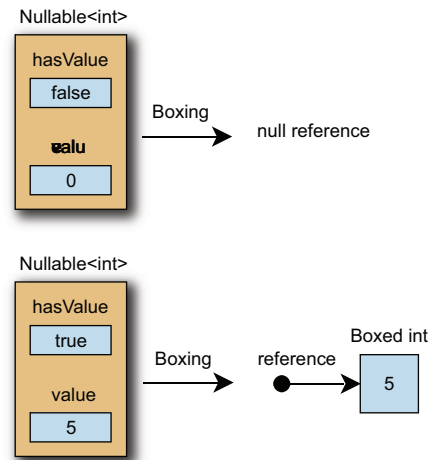 Nullable<int>
hasValue
false
Boxing
null reference
0
Nullable<int>
hasValue
true
Boxing
reference
Boxed int
5
value
5